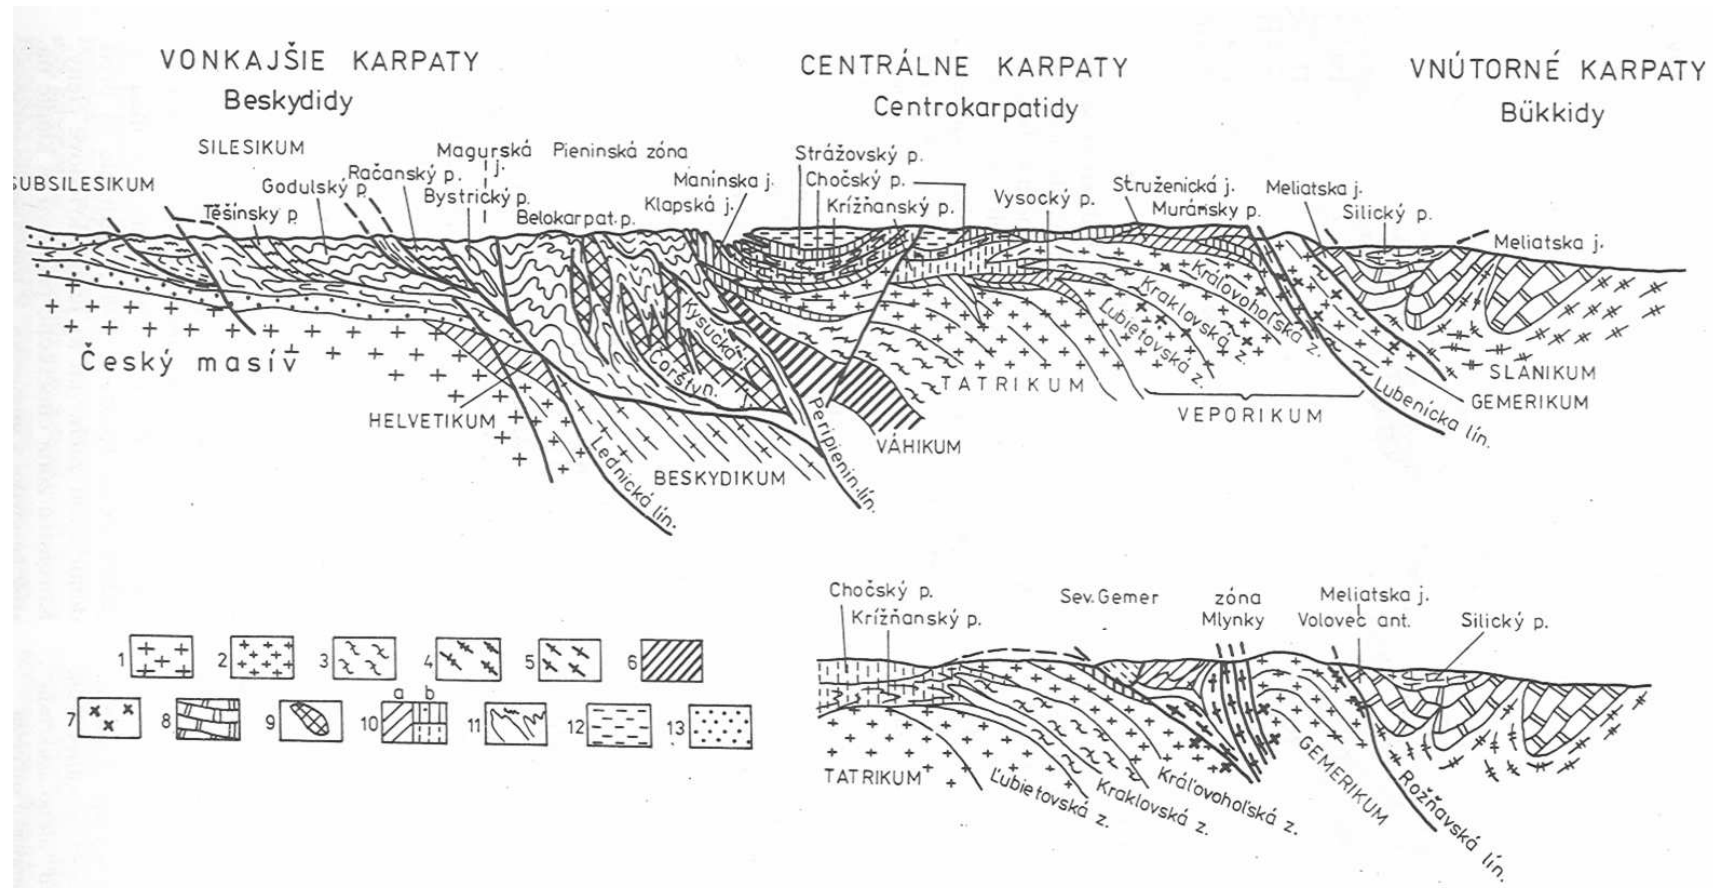 VONKAJŠIE KARPATY
Beskydidy
CENTRÁLNE KARPATY
Centrokarpatidy
VNÚTORNÉ KARPATY
Bükkidy
SUBSILESIKUM
SILESIKUM
Těšínsky p.
Godulský p.
Račanský p.
Magurská
j.
Bystrický p.
Pieninská zóna
Belokarpat. p.
Klapská j.
Manínska j.
Strážovský p.
Chočský p.
Krížňanský p.
Vysocký p.
Struženická j.
Muránsky p.
Meliatska j.
Silický p.
Meliatska j.
Český masív
HELVETIKUM
Lednická lín.
BESKYDIKUM
Kysucká j.
Čorštyn. j.
Peripienin. lín.
VÁHIKUM
TATRIKUM
Ľubietovská z.
Kraklovská z.
Kráľovohoľská z.
VEPORIKUM
Lubenícka lín.
GEMERIKUM
SLANIKUM
1
2
3
4
5
6
7
8
9
10
a b
11
12
13
Chočský p.
Krížňanský p.
Sev. Gemer
zóna
Mlynky
Meliatska j.
Volovec ant.
Silický p.
TATRIKUM
Ľubietovská z.
Kraklovská z.
Kráľovohoľská z.
GEMERIKUM
Rožňavská lín.